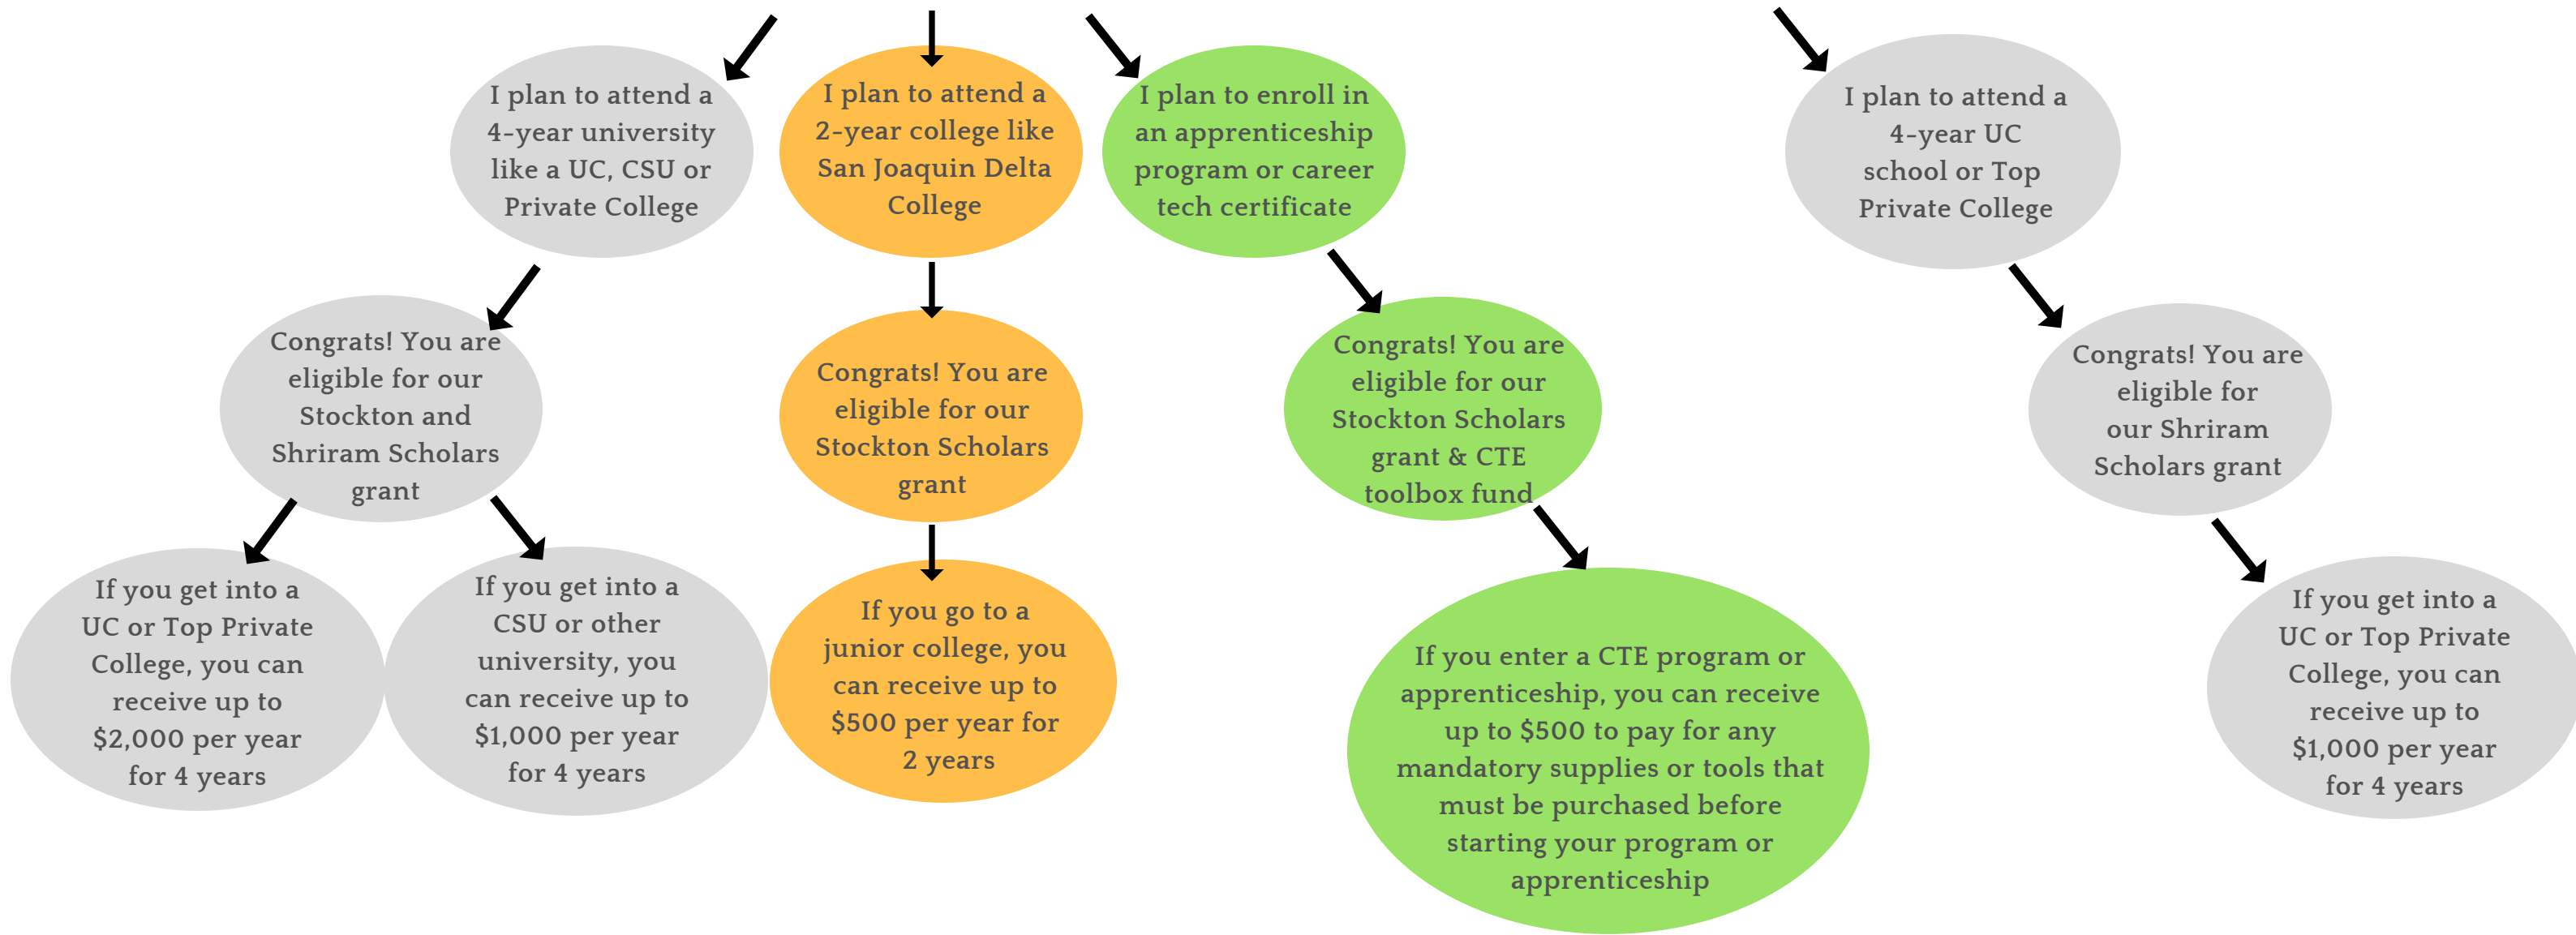 I plan to attend a
4-year university
like a UC, CSU or
Private College
I plan to attend a
2-year college like
San Joaquin Delta
College
I plan to enroll in
an apprenticeship
program or career
tech certificate
I plan to attend a
4-year UC
school or Top
Private College
Congrats! You are
eligible for our
Stockton and
Shriram Scholars
grant
Congrats! You are
eligible for our
Stockton Scholars
grant
Congrats! You are
eligible for our
Stockton Scholars
grant & CTE
toolbox fund
Congrats! You are
eligible for
our Shriram
Scholars grant
If you get into a
UC or Top Private
College, you can
receive up to
$2,000 per year
for 4 years
If you get into a
CSU or other
university, you
can receive up to
$1,000 per year
for 4 years
If you go to a
junior college, you
can receive up to
$500 per year for
2 years
If you enter a CTE program or
apprenticeship, you can receive
up to $500 to pay for any
mandatory supplies or tools that
must be purchased before
starting your program or
apprenticeship
If you get into a
UC or Top Private
College, you can
receive up to
$1,000 per year
for 4 years